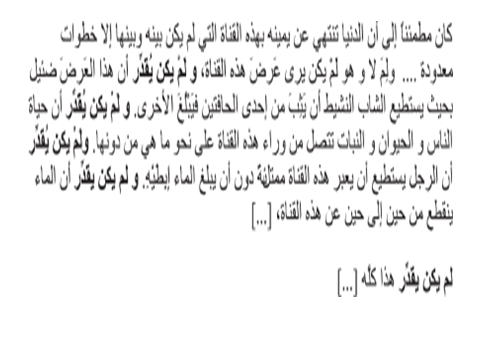 كان مطمئناً إلى أن الدنيا تنتهي عن يمينه بهذه القناة التي لم يكن بينه وبينها إلا خطوات
معدودة .... ولِمَ لا و هو لمْ يكنْ يرى عَرضَ هذه القناة، و لمْ يكن يُقدِّر أن هذا العَرضَ ضئيل
بحيث يستطيع الشاب النشيط أن يَثِبَ من إحدى الحافتين فيَبْلُغَ الأخرى. و لمْ يكن يُقدِّر أن حياة
الناس و الحيوان و النبات تتصل من وراء هذه القناة على نحو ما هي من دونها. ولمْ يكن يُقدِّر
أن الرجل يستطيع أن يعبر هذه القناة ممتلئة دون أن يبلغ الماء إبطيْه. و لم يكن يقدِّر أن الماء
ينقطع من حين إلى حين عن هذه القناة، [...]
لم يكن يقدِّر هذا كلَّه [...]